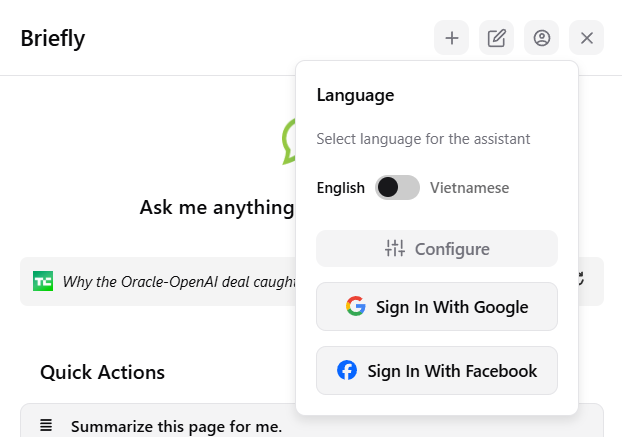 Briefly
Language
Select language for the assistant
English Vietnamese
Configure
Sign In With Google
Sign In With Facebook
Ask me anything
TC Why the Oracle-OpenAI deal caught
Quick Actions
Summarize this page for me.